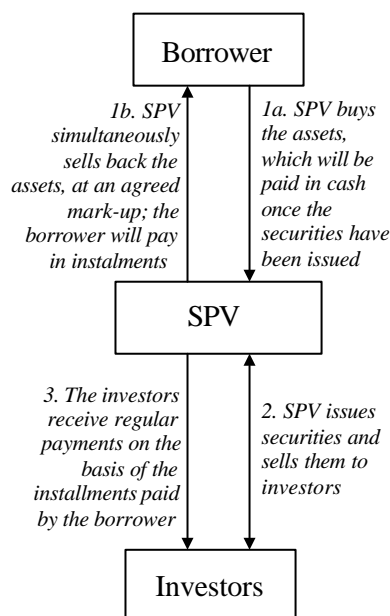 Borrower
1b. SPV
simultaneously
sells back the
assets, at an agreed
mark-up; the
borrower will pay
in instalments
1a. SPV buys
the assets,
which will be
paid in cash
once the
securities have
been issued
SPV
3. The investors
receive regular
payments on the
basis of the
installments paid
by the borrower
2. SPV issues
securities and
sells them to
investors
Investors